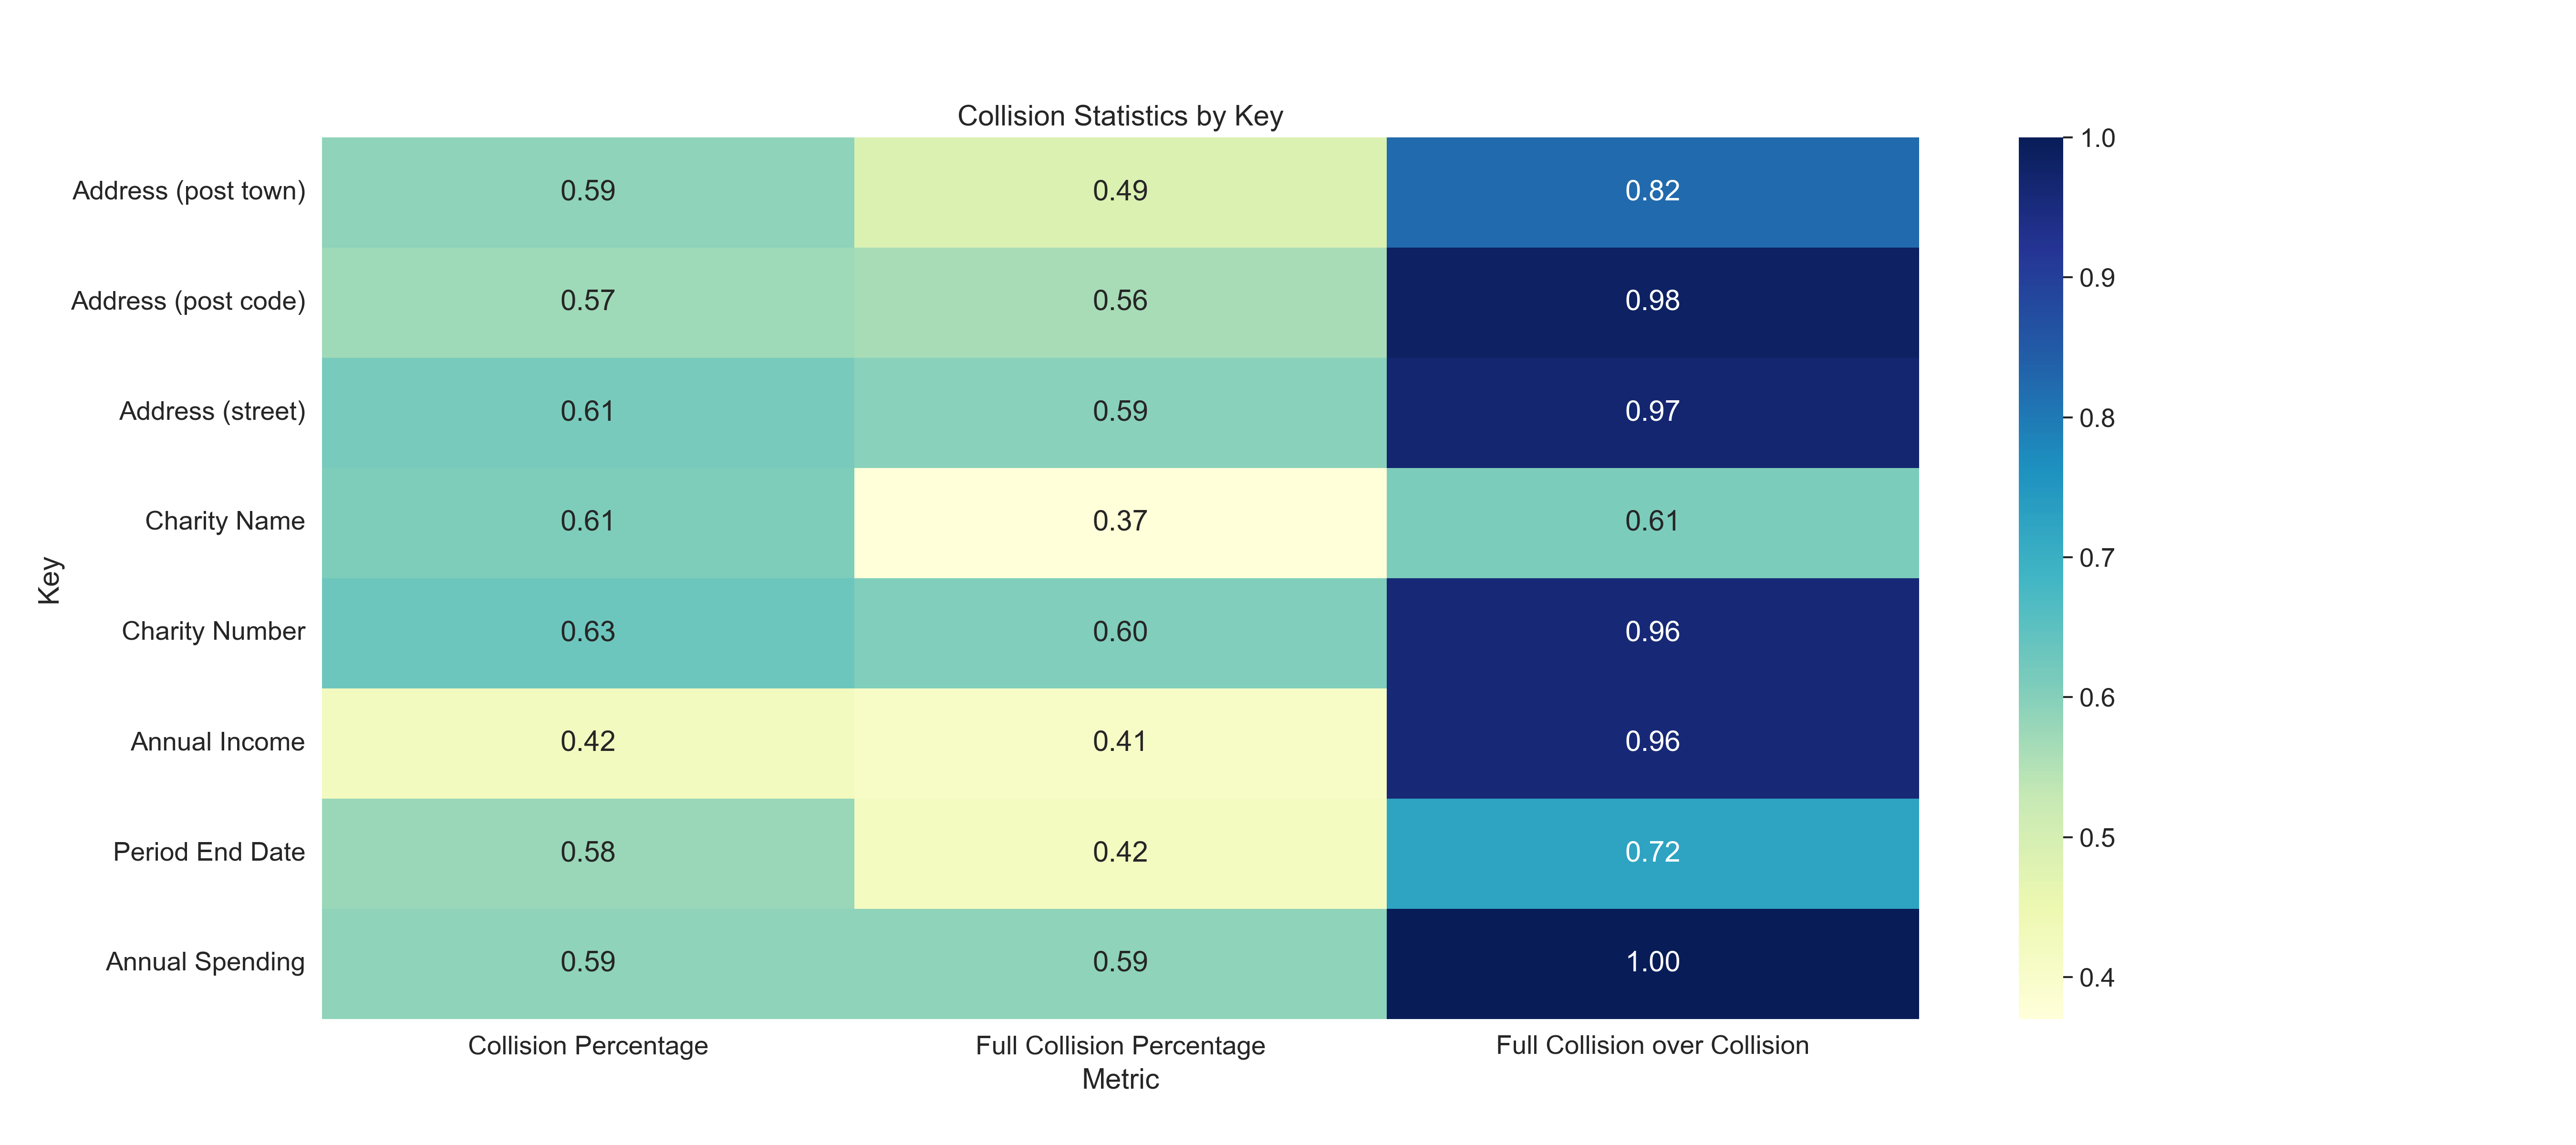 Collision Statistics by Key
Key
Address (post town) 0.59 0.49 0.82
Address (post code) 0.57 0.56 0.98
Address (street) 0.61 0.59 0.97
Charity Name 0.61 0.37 0.61
Charity Number 0.63 0.60 0.96
Annual Income 0.42 0.41 0.96
Period End Date 0.58 0.42 0.72
Annual Spending 0.59 0.59 1.00
Collision Percentage Full Collision Percentage Full Collision over Collision
Metric
1.0
0.9
0.8
0.7
0.6
0.5
0.4